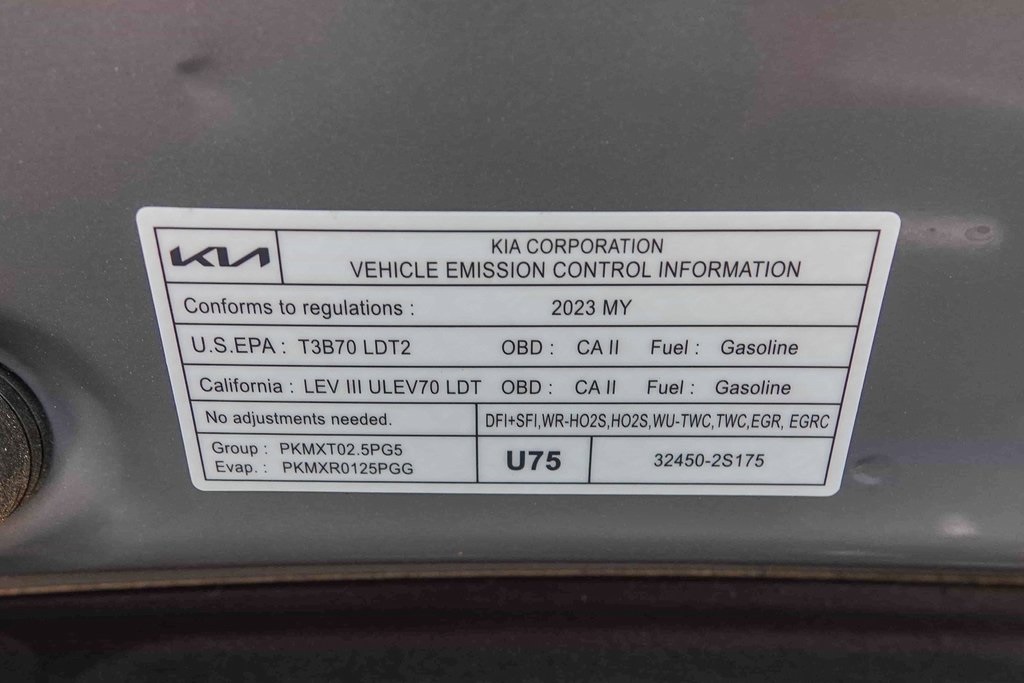 KIA
KIA CORPORATION
VEHICLE EMISSION CONTROL INFORMATION
Conforms to regulations : 2023 MY
U.S.EPA : T3B70 LDT2 OBD : CA II Fuel : Gasoline
California : LEV III ULEV70 LDT OBD : CA II Fuel : Gasoline
No adjustments needed. DFI+SFI,WR-HO2S,HO2S,WU-TWC,TWC,EGR, EGRC
Group : PKMXT02.5PG5
Evap. : PKMXR0125PGG
U75 32450-2S175